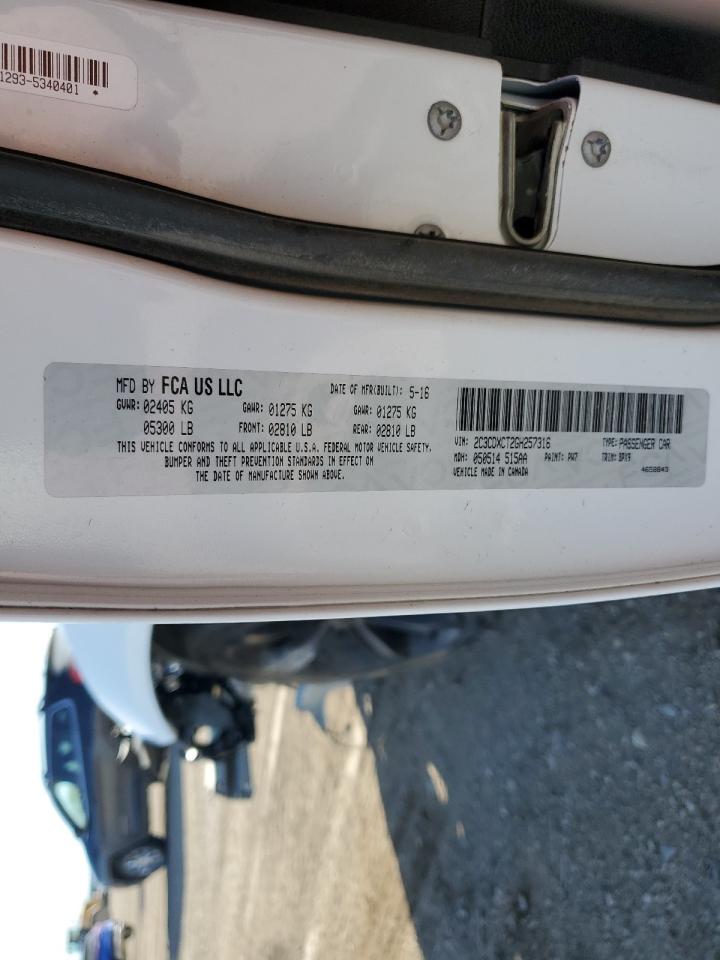 1293-5340401
MFD BY FCA US LLC DATE OF MFR(BUILT): 5-16
GVWR: 02405 KG GAWR: 01275 KG GAWR: 01275 KG
05300 LB FRONT: 02810 LB REAR: 02810 LB
THIS VEHICLE CONFORMS TO ALL APPLICABLE U.S.A. FEDERAL MOTOR VEHICLE SAFETY,
BUMPER AND THEFT PREVENTION STANDARDS IN EFFECT ON
THE DATE OF MANUFACTURE SHOWN ABOVE.
VIN: 2C3CDXCT2GH257316 TYPE: PASSENGER CAR
MDH: 050514 515AA PAINT: PW7 TRIM: BPX9
VEHICLE MADE IN CANADA 4658843